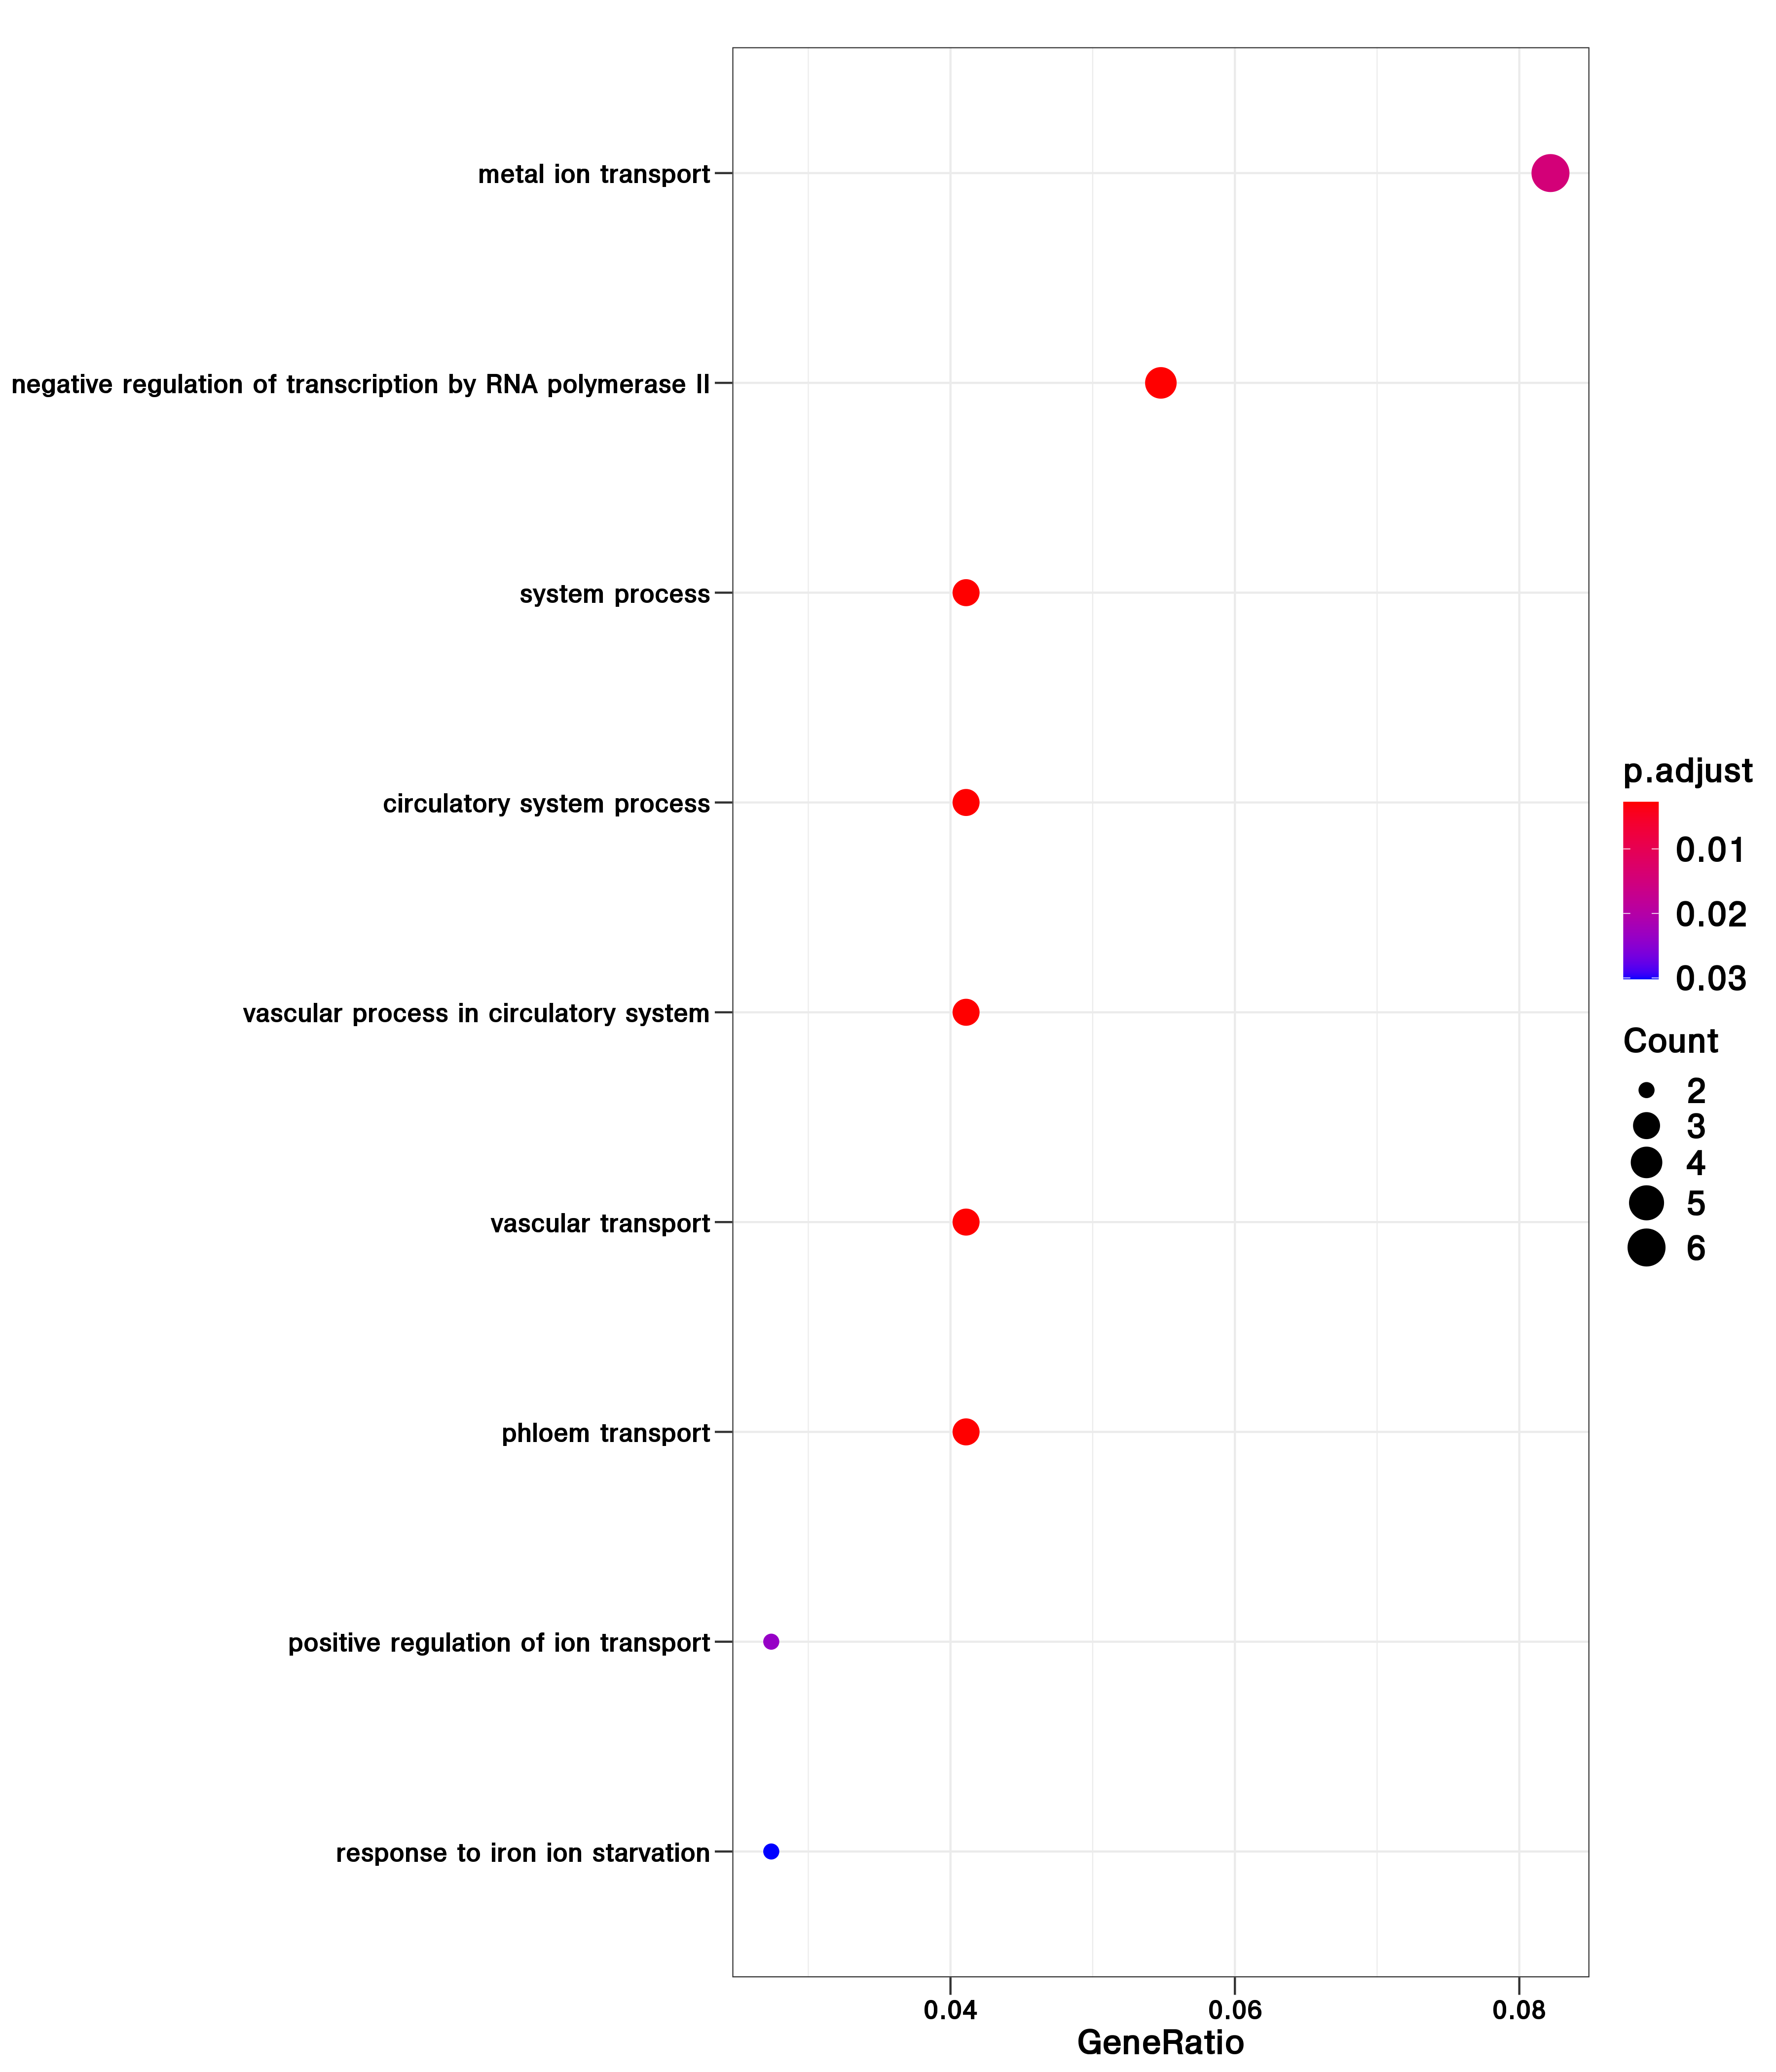 metal ion transport
negative regulation of transcription by RNA polymerase II
system process
circulatory system process
vascular process in circulatory system
vascular transport
phloem transport
positive regulation of ion transport
response to iron ion starvation
0.04
0.06
0.08
GeneRatio
p.adjust
0.01
0.02
0.03
Count
2
3
4
5
6